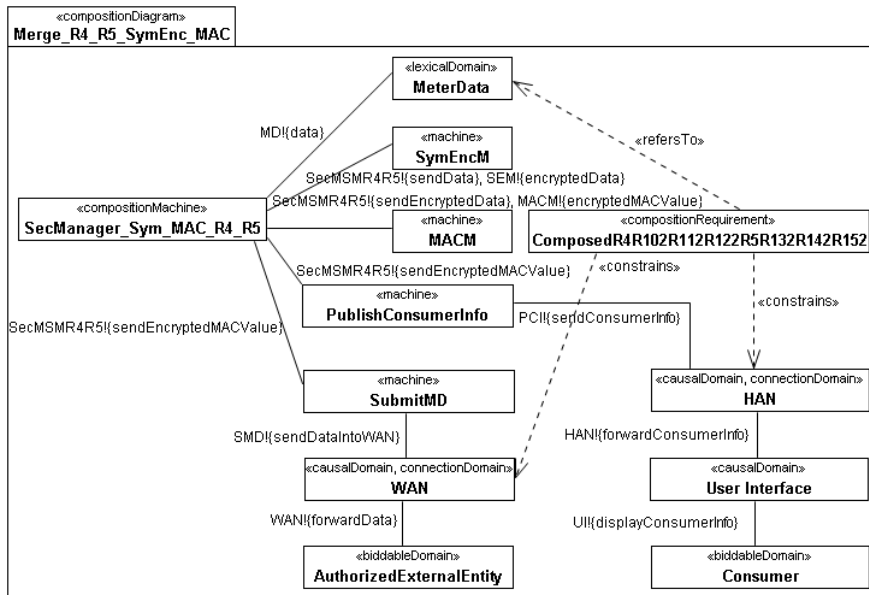 «compositionDiagram»
Merge_R4_R5_SymEnc_MAC
«lexicalDomain»
MeterData
MD!{data}
«refersTo»
«machine»
SymEncM
SecMSMR4R5!{sendData}, SEM!{encryptedData}
SecMSMR4R5!{sendEncryptedData}, MACM!{encryptedMACValue}
«compositionMachine»
SecManager_Sym_MAC_R4_R5
«machine»
MACM
«compositionRequirement»
ComposedR4R102R112R122R5R132R142R152
SecMSMR4R5!{sendEncryptedMACValue}
«constrains»
«machine»
PublishConsumerInfo
«constrains»
PCI!{sendConsumerInfo}
SecMSMR4R5!{sendEncryptedMACValue}
«machine»
SubmitMD
«causalDomain, connectionDomain»
HAN
SMD!{sendDataIntoWAN}
HAN!{forwardConsumerInfo}
«causalDomain, connectionDomain»
WAN
«causalDomain»
User Interface
WAN!{forwardData}
UI!{displayConsumerInfo}
«biddableDomain»
AuthorizedExternalEntity
«biddableDomain»
Consumer